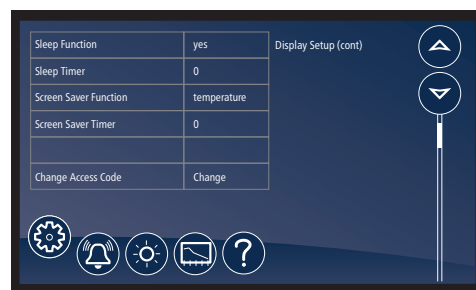 Sleep Function yes Display Setup (cont)
Sleep Timer 0
Screen Saver Function temperature
Screen Saver Timer 0
Change Access Code Change
?